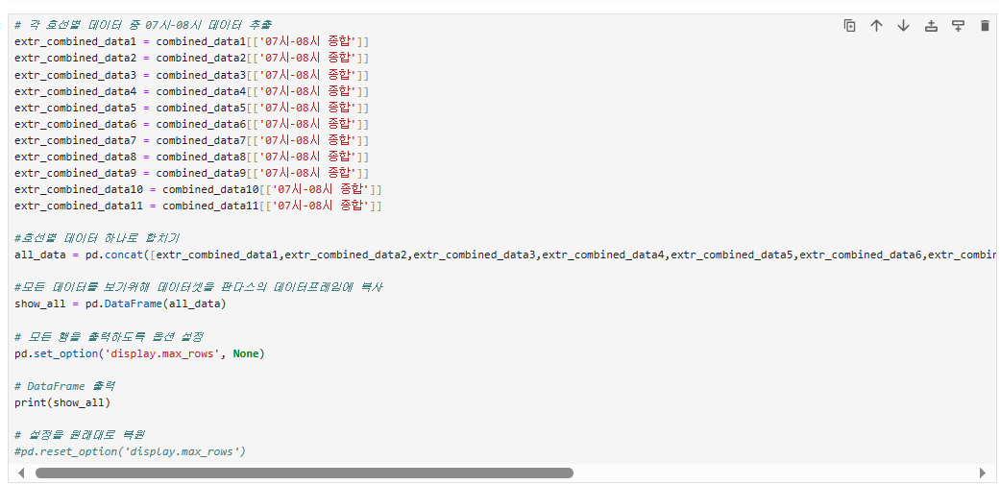 # 각 호선별 데이터 중 07시-08시 데이터 추출
extr_combined_data1 = combined_data1[['07시-08시 종합']]
extr_combined_data2 = combined_data2[['07시-08시 종합']]
extr_combined_data3 = combined_data3[['07시-08시 종합']]
extr_combined_data4 = combined_data4[['07시-08시 종합']]
extr_combined_data5 = combined_data5[['07시-08시 종합']]
extr_combined_data6 = combined_data6[['07시-08시 종합']]
extr_combined_data7 = combined_data7[['07시-08시 종합']]
extr_combined_data8 = combined_data8[['07시-08시 종합']]
extr_combined_data9 = combined_data9[['07시-08시 종합']]
extr_combined_data10 = combined_data10[['07시-08시 종합']]
extr_combined_data11 = combined_data11[['07시-08시 종합']]
#호선별 데이터 하나로 합치기
all_data = pd.concat([extr_combined_data1,extr_combined_data2,extr_combined_data3,extr_combined_data4,extr_combined_data5,extr_combined_data6,extr_combin
#모든 데이터를 보기위해 데이터셋을 판다스의 데이터프레임에 복사
show_all = pd.DataFrame(all_data)
# 모든 행을 출력하도록 옵션 설정
pd.set_option('display.max_rows', None)
# DataFrame 출력
print(show_all)
# 설정을 원래대로 복원
#pd.reset_option('display.max_rows')